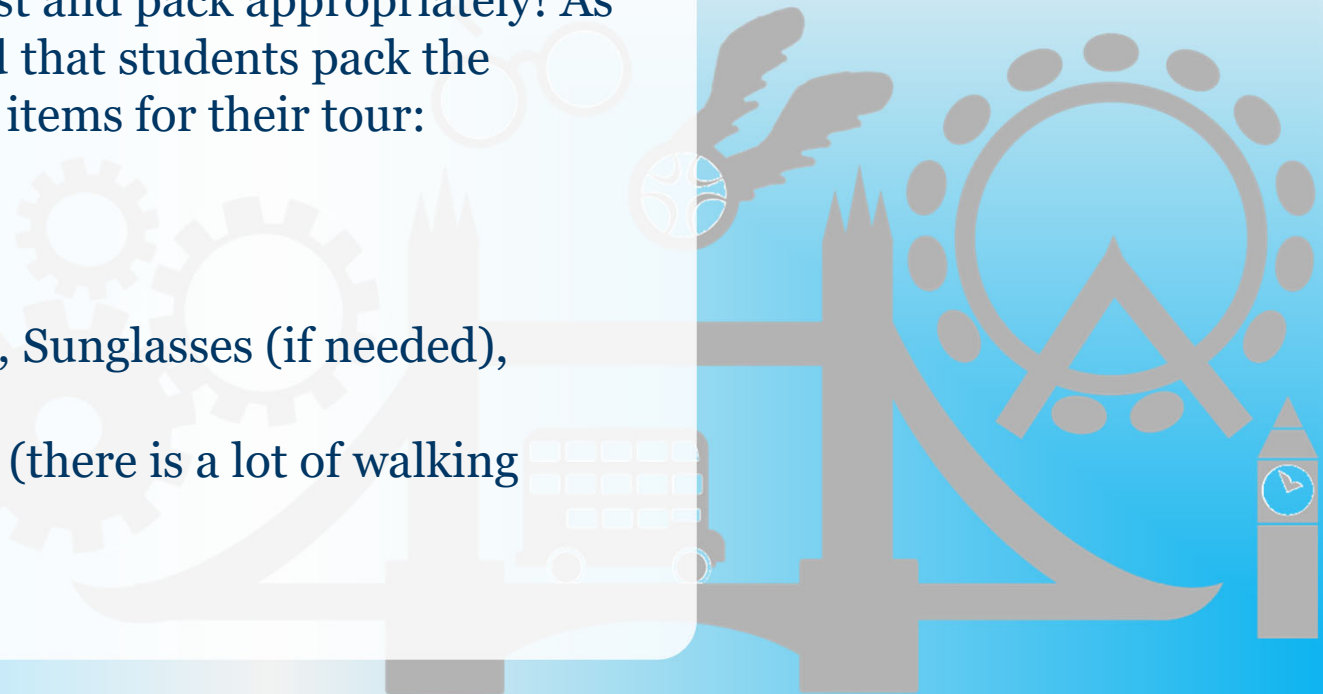 st and pack appropriately! As
d that students pack the
items for their tour:
, Sunglasses (if needed),
(there is a lot of walking